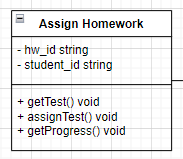 Assign Homework
- hw_id string
- student_id string
+ getTest() void
+ assignTest() void
+ getProgress() void